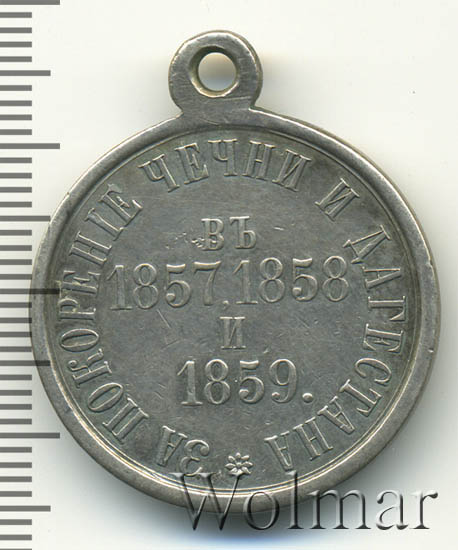 ЗА ПОКОРЕНІЕ ЧЕЧНИ И ДАГЕСТАНА
ВЪ
1857, 1858
И
1859.
Wolmar